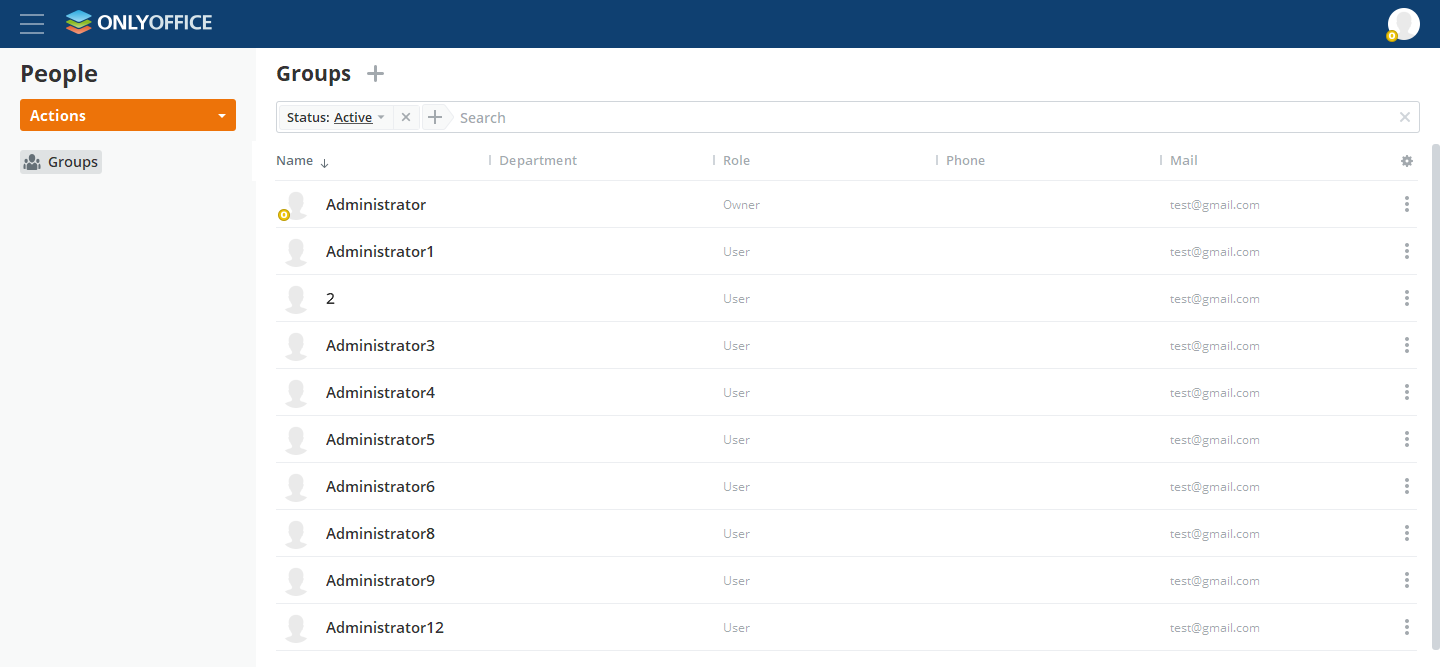 ONLYOFFICE
People
Actions
Groups
Groups
Status: Active Search
Name Department Role Phone Mail
Administrator Owner test@gmail.com
Administrator1 User test@gmail.com
2 User test@gmail.com
Administrator3 User test@gmail.com
Administrator4 User test@gmail.com
Administrator5 User test@gmail.com
Administrator6 User test@gmail.com
Administrator8 User test@gmail.com
Administrator9 User test@gmail.com
Administrator12 User test@gmail.com